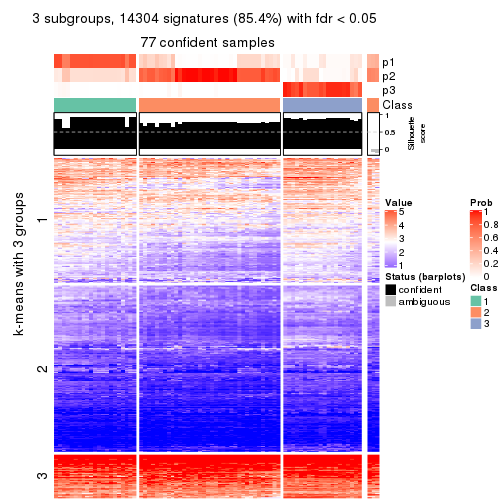 3 subgroups, 14304 signatures (85.4%) with fdr < 0.05
77 confident samples
p1
p2
p3
Class
1
0.5
0
Silhouette
score
k-means with 3 groups
1
2
3
Value
5
4
3
2
1
Status (barplots)
confident
ambiguous
Prob
1
0.8
0.6
0.4
0.2
0
Class
1
2
3